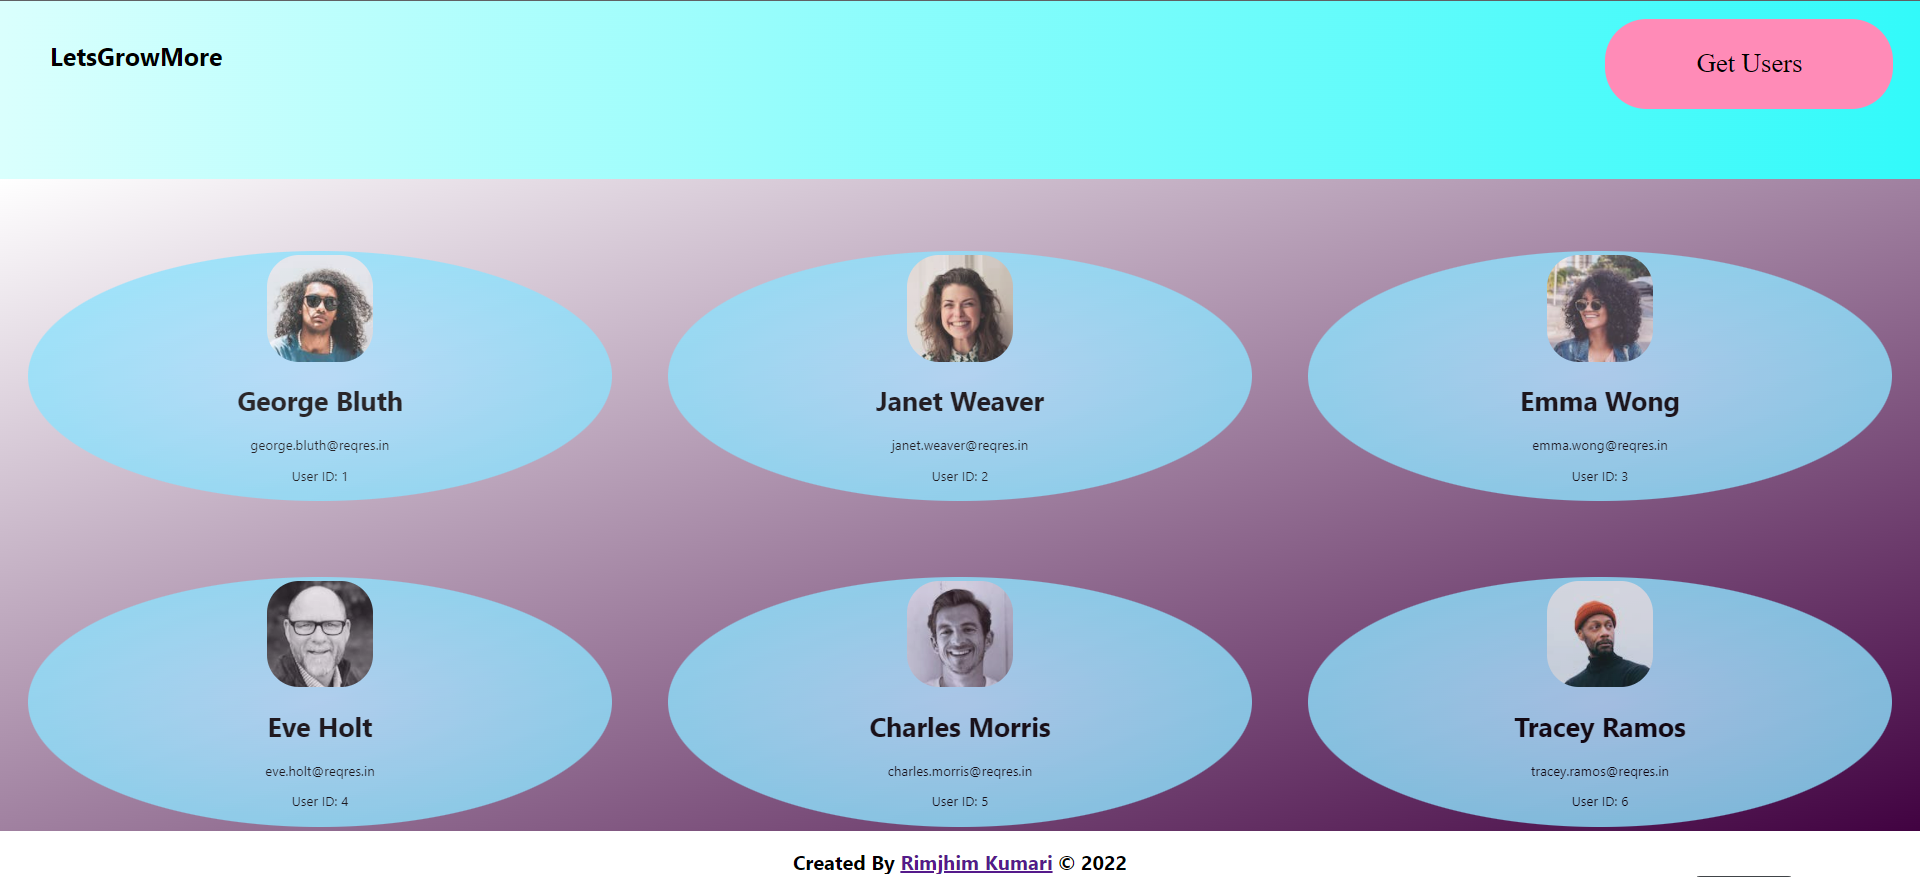 LetsGrowMore
Get Users
George Bluth
george.bluth@reqres.in
User ID: 1
Janet Weaver
janet.weaver@reqres.in
User ID: 2
Emma Wong
emma.wong@reqres.in
User ID: 3
Eve Holt
eve.holt@reqres.in
User ID: 4
Charles Morris
charles.morris@reqres.in
User ID: 5
Tracey Ramos
tracey.ramos@reqres.in
User ID: 6
Created By Rimjhim Kumari © 2022